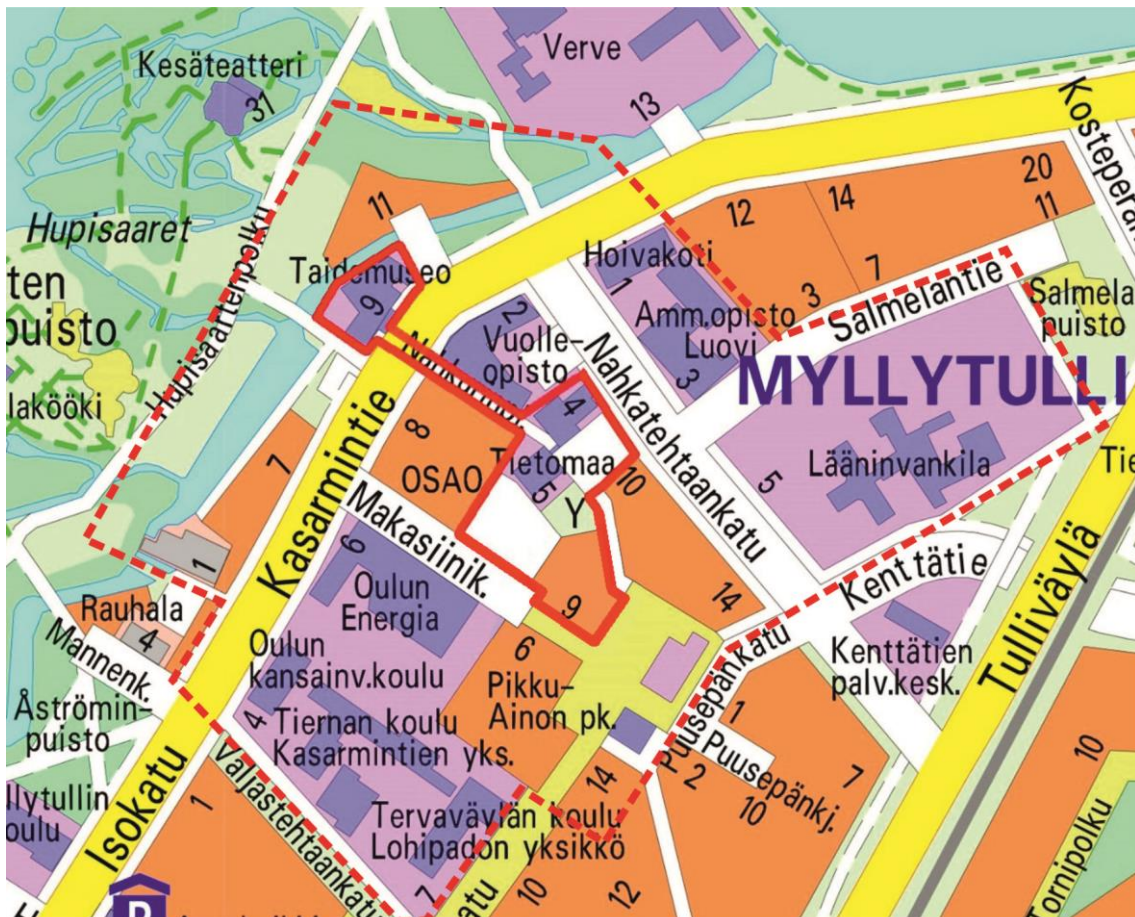 Verve
Kesäteatteri
31
13
Kosteperän
20
11
11
12
14
Hupisaaret
Hoivakoti
Taidemuseo
9
1
7
3
Salmelantie
Salmela
puisto
ten
puisto
Hupisaartenpolku
2
Vuolle-
opisto
Amm.opisto
Luovi
3
MYLLYTULLI
Nahkatehtaankatu
lakööki
4
8
OSAO
Tietomaa
5
10
Y
5
Lääninvankila
Tie
7
Kasarmintie
Makasiinik.
6
Oulun
Energia
9
14
Kenttätie
Tulliväylä
1
Rauhala
4
Mannenk.
Oulun
kansainv.koulu
6
Pikku-
Ainon pk.
Puusepänkatu
Kenttätien
palv.kesk.
Åströmin-
puisto
4
Tiernan koulu
Kasarmintien yks.
1
Puusepänkj.
2
10
7
10
llytullin
oulu
Isokatu
1
Valjastehtaankatu
14
Tervaväylän koulu
Lohipadon yksikkö
7
atu
10
12
Tornipolku
P